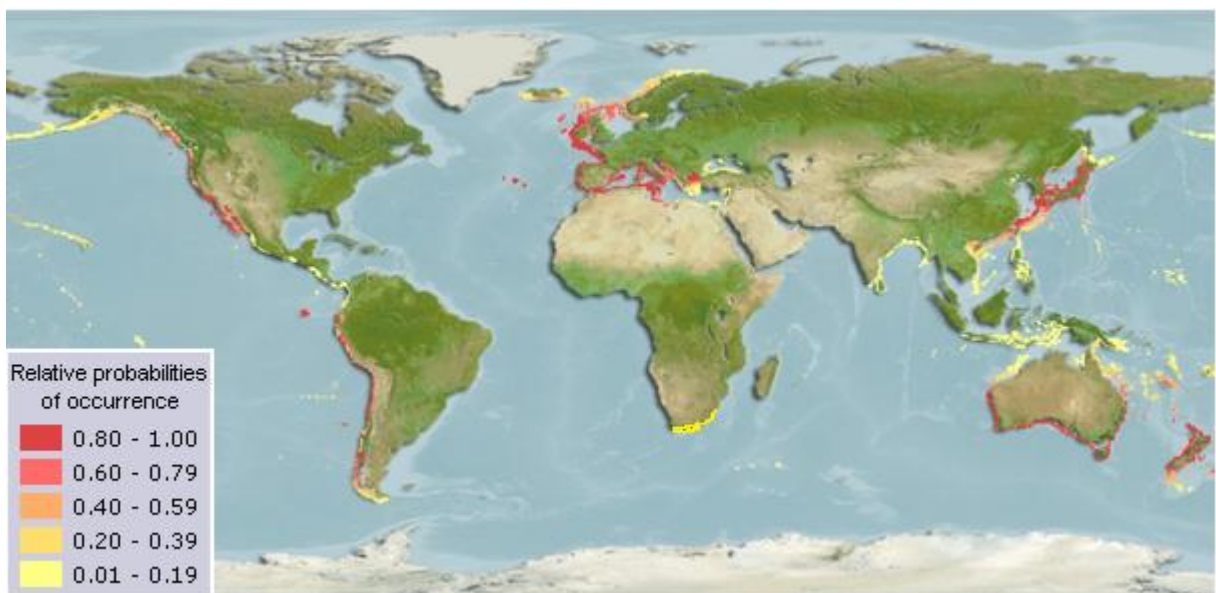 Relative probabilities
of occurrence
0.80 - 1.00
0.60 - 0.79
0.40 - 0.59
0.20 - 0.39
0.01 - 0.19